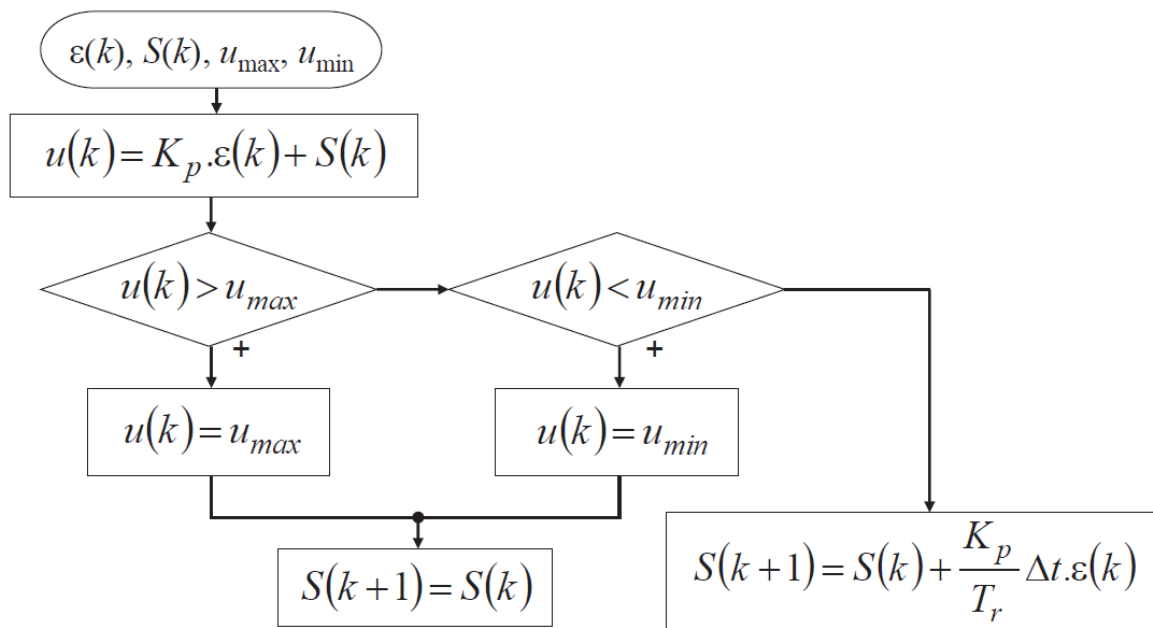 ε(k), S(k), u_max, u_min
u(k) = K_p.ε(k) + S(k)
u(k) > u_max
u(k) < u_min
+
+
u(k) = u_max
u(k) = u_min
S(k+1) = S(k)
S(k+1) = S(k) + K_p/T_r Δt.ε(k)